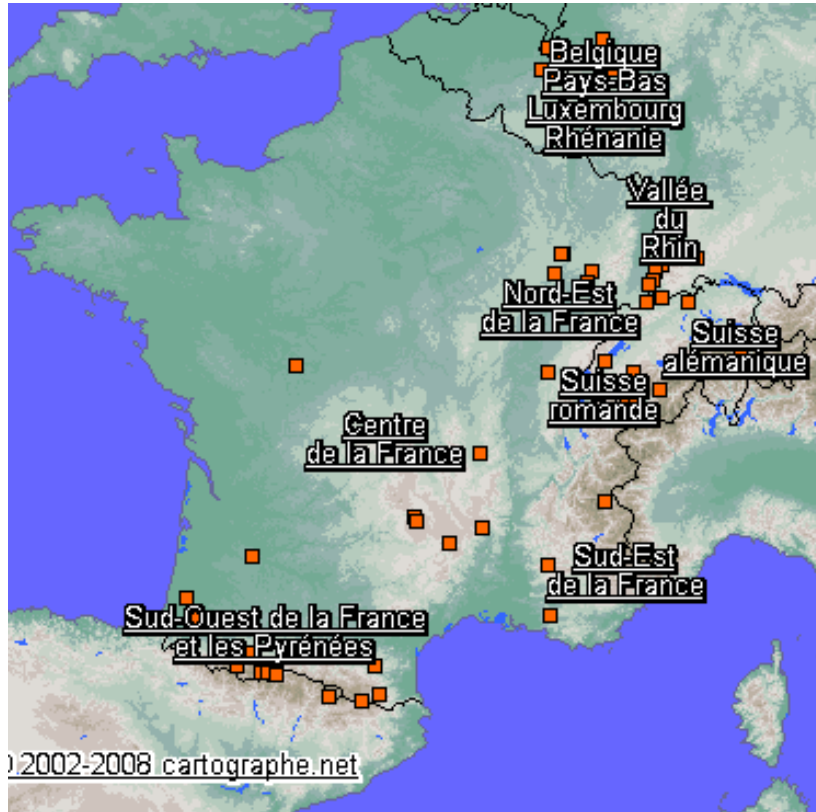 Belgique
Pays-Bas
Luxembourg
Rhénanie
Vallée
du
Rhin
Nord-Est
de la France
Suisse
alémanique
Suisse
romande
Centre
de la France
Sud-Est
de la France
Sud-Ouest de la France
et les Pyrénées
2002-2008 cartographe.net